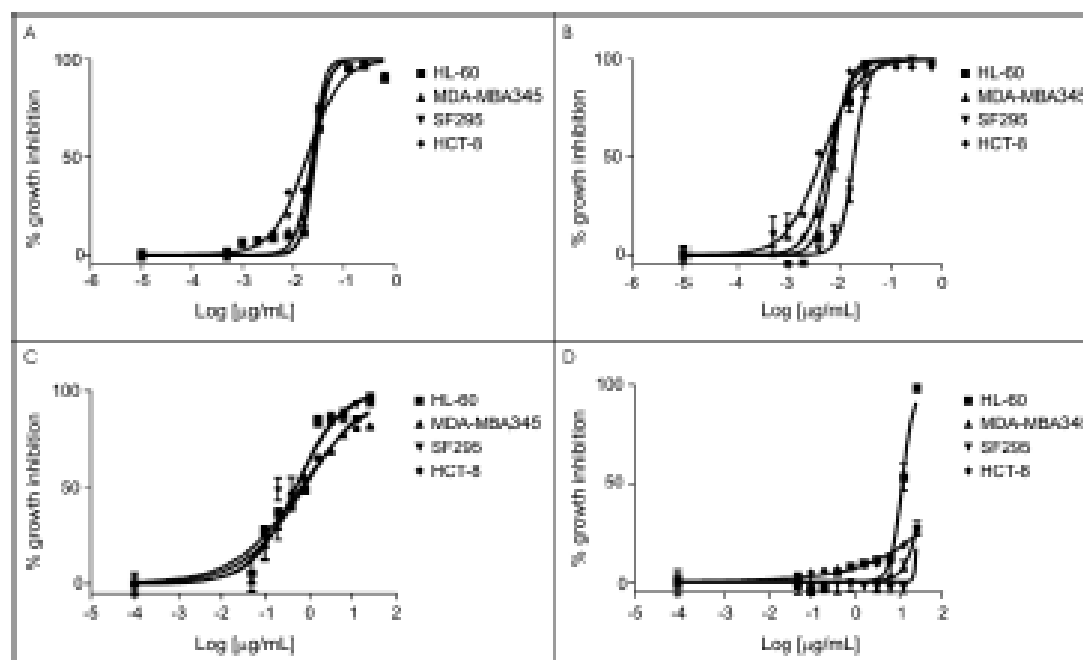 A
100
50
0
% growth inhibition
-6 -5 -4 -3 -2 -1 0
Log [µg/mL]
HL-60
MDA-MBA345
SF295
HCT-8
B
100
50
0
% growth inhibition
-6 -5 -4 -3 -2 -1 0
Log [µg/mL]
HL-60
MDA-MBA345
SF295
HCT-8
C
100
50
0
% growth inhibition
-5 -4 -3 -2 -1 0 1 2
Log [µg/mL]
HL-60
MDA-MBA345
SF295
HCT-8
D
100
50
0
% growth inhibition
-5 -4 -3 -2 -1 0 1 2
Log [µg/mL]
HL-60
MDA-MBA345
SF295
HCT-8